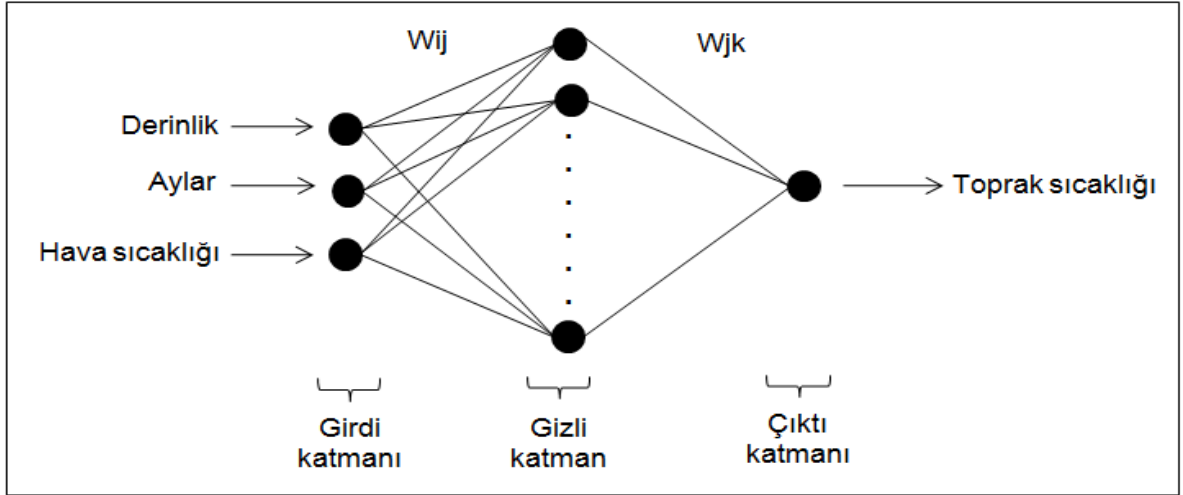 Wij
Wjk
Derinlik
Aylar
Hava sıcaklığı
Toprak sıcaklığı
Girdi
katmanı
Gizli
katman
Çıktı
katmanı